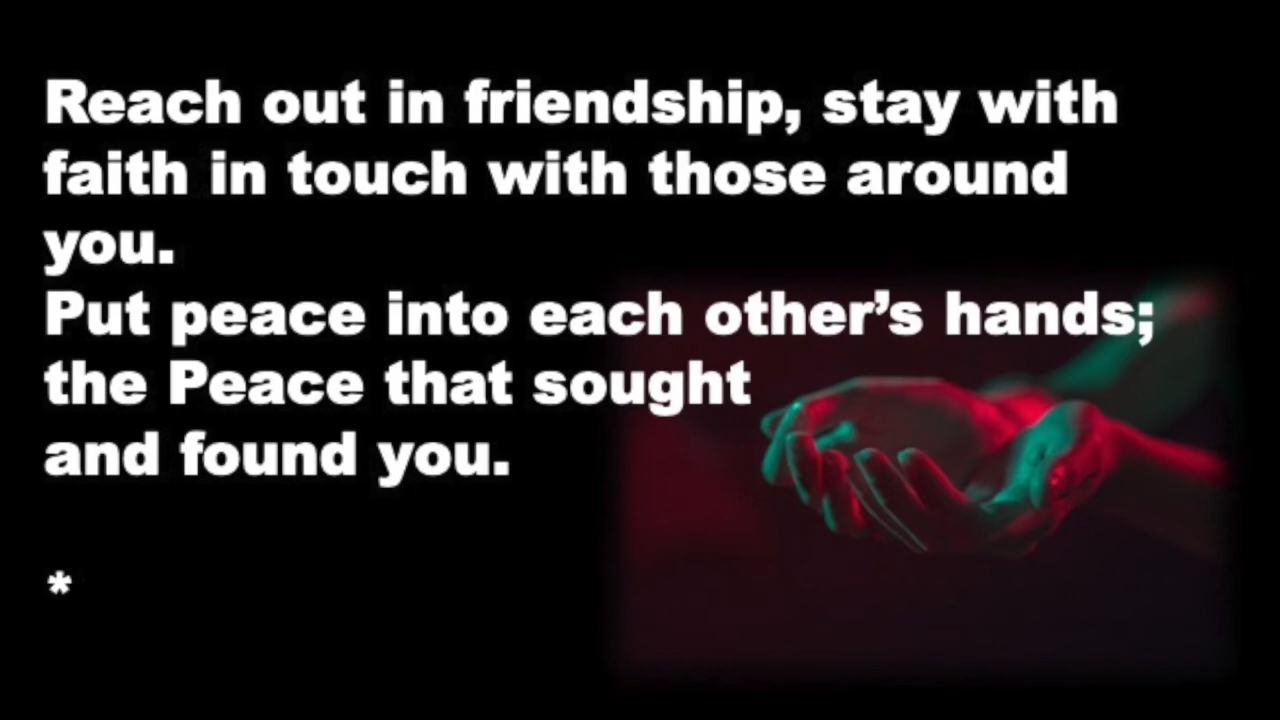 Reach out in friendship, stay with
faith in touch with those around
you.
Put peace into each other’s hands;
the Peace that sought
and found you.
*